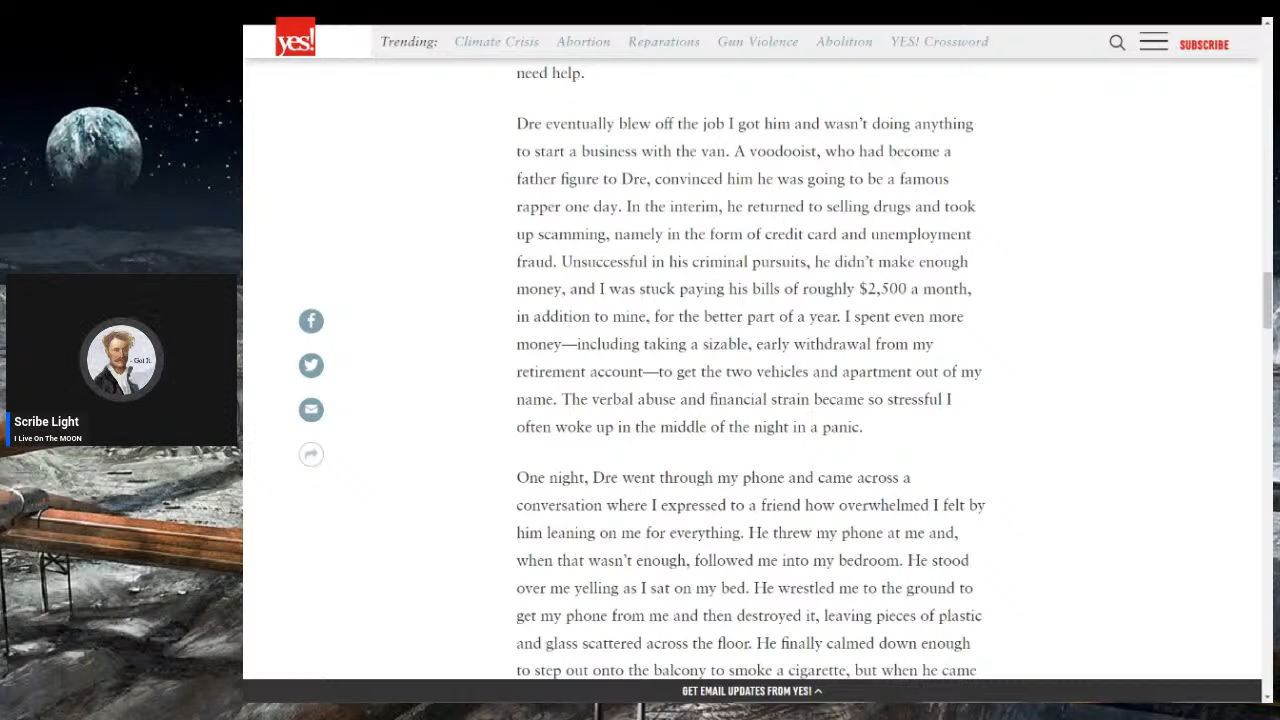 yes!
Trending: Climate Crisis Abortion Reparations Gun Violence Abolition YES! Crossword
SUBSCRIBE
need help.
Dre eventually blew off the job I got him and wasn't doing anything
to start a business with the van. A voodooist, who had become a
father figure to Dre, convinced him he was going to be a famous
rapper one day. In the interim, he returned to selling drugs and took
up scamming, namely in the form of credit card and unemployment
fraud. Unsuccessful in his criminal pursuits, he didn't make enough
money, and I was stuck paying his bills of roughly $2,500 a month,
in addition to mine, for the better part of a year. I spent even more
money—including taking a sizable, early withdrawal from my
retirement account—to get the two vehicles and apartment out of my
name. The verbal abuse and financial strain became so stressful I
often woke up in the middle of the night in a panic.
One night, Dre went through my phone and came across a
conversation where I expressed to a friend how overwhelmed I felt by
him leaning on me for everything. He threw my phone at me and,
when that wasn't enough, followed me into my bedroom. He stood
over me yelling as I sat on my bed. He wrestled me to the ground to
get my phone from me and then destroyed it, leaving pieces of plastic
and glass scattered across the floor. He finally calmed down enough
to step out onto the balcony to smoke a cigarette, but when he came
GET EMAIL UPDATES FROM YES!
- Got It.
Scribe Light
I Live On The MOON